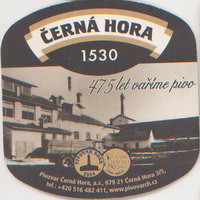 ČERNÁ HORA
1530
475 let vaříme pivo
Pivovar Černá Hora, a.s., 679 21 Černá Hora 3/5,
tel.: +420 516 482 411, www.pivovarch.cz